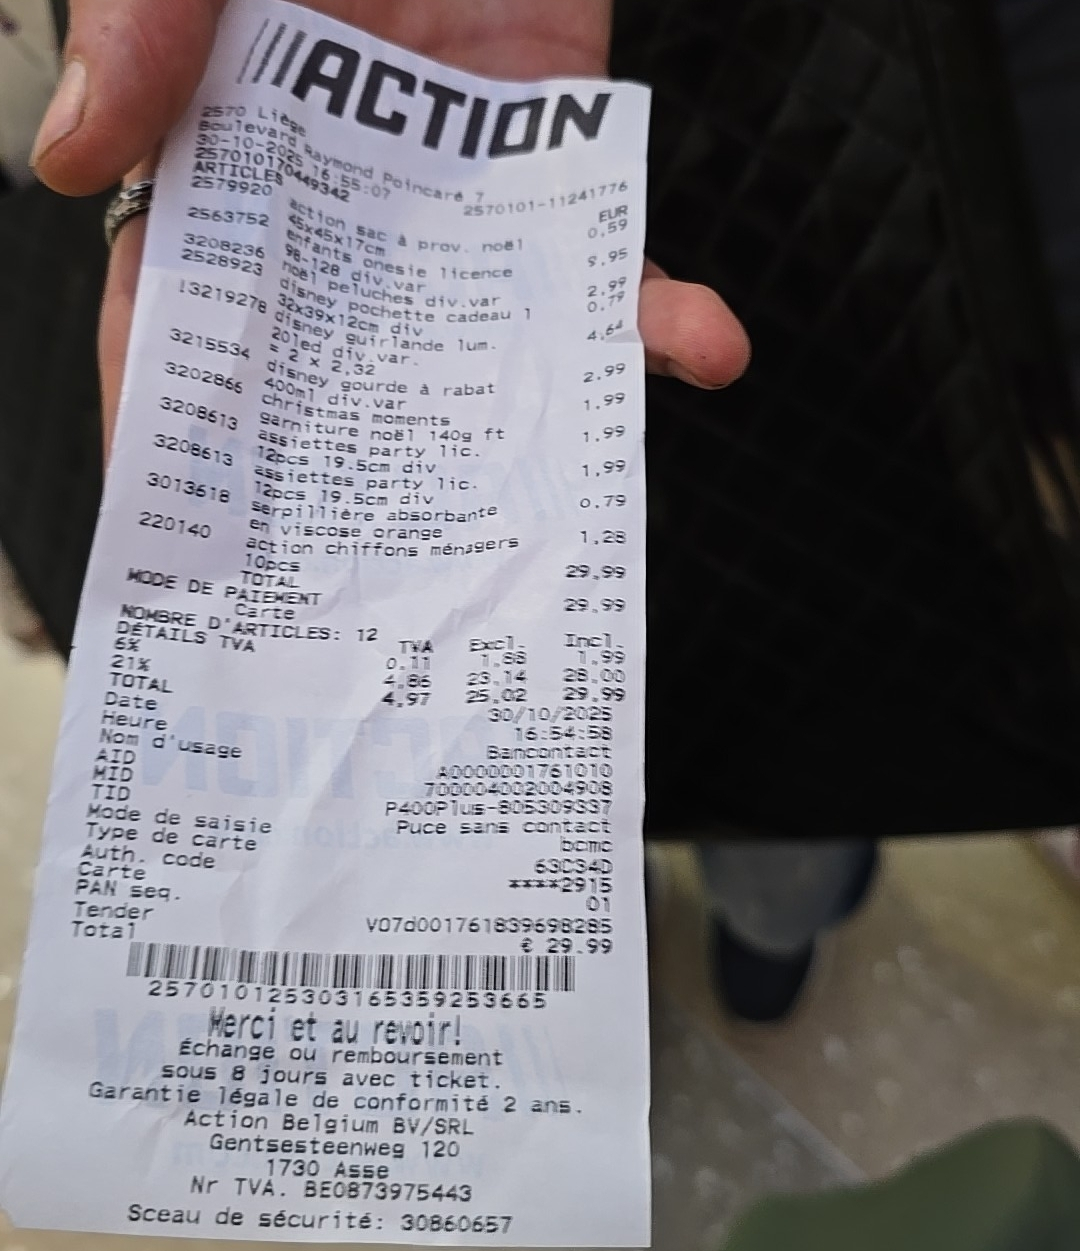 ///ACTION
2570 Liège
Boulevard Raymond Poincaré 7
30-10-2025 16:55:07 2570101-11241776
257010170449342
ARTICLES EUR
2579920 action sac à prov. noël 0,59
45x45x17cm
2563752 enfants onesie licence 9,95
98-128 div.var
3208236 noël peluches div.var 2,99
2528923 disney pochette cadeau 1 0,79
32x39x12cm div
!3219278 disney guirlande lum. 4,64
20led div.var.
= 2 x 2,32
3215534 disney gourde à rabat 2,99
400ml div.var
3202866 christmas moments 1,99
garniture noël 140g ft
3208613 assiettes party lic. 1,99
12pcs 19.5cm div
3208613 assiettes party lic. 1,99
12pcs 19.5cm div
3013618 serpillière absorbante 0,79
en viscose orange
220140 action chiffons ménagers 1,28
10pcs
TOTAL 29,99
MODE DE PAIEMENT
Carte 29,99
NOMBRE D'ARTICLES: 12
DÉTAILS TVA TVA Excl. Incl.
6% 0,11 1,88 1,99
21% 4,86 23,14 28,00
TOTAL 4,97 25,02 29,99
Date 30/10/2025
Heure 16:54:58
Nom d'usage Bancontact
AID A0000001761010
MID 700004002004908
TID P400Plus-805309337
Mode de saisie Puce sans contact
Type de carte bcmc
Auth. code 63C34D
Carte ****2915
PAN seq. 01
Tender V07d001761839698285
Total € 29.99
2570101253031653592​53665
Merci et au revoir!
Échange ou remboursement
sous 8 jours avec ticket.
Garantie légale de conformité 2 ans.
Action Belgium BV/SRL
Gentsesteenweg 120
1730 Asse
Nr TVA. BE0873975443
Sceau de sécurité: 30860657